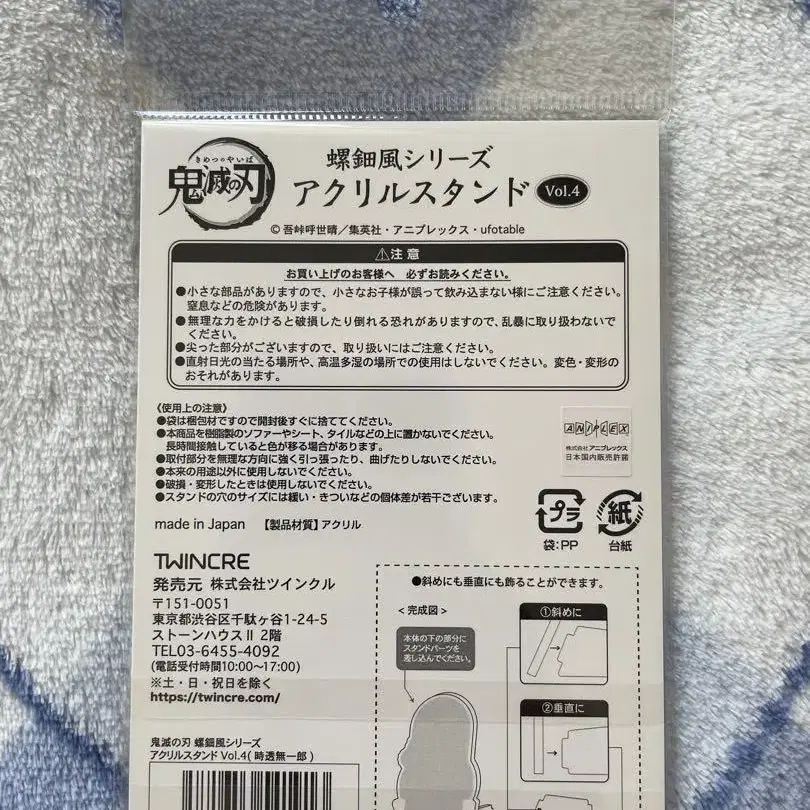 きめつのやいば
鬼滅の刃
螺鈿風シリーズ
アクリルスタンド Vol.4
© 吾峠呼世晴／集英社・アニプレックス・ufotable
⚠注意
お買い上げのお客様へ 必ずお読みください。
●小さな部品がありますので、小さなお子様が誤って飲み込まない様にご注意ください。
窒息などの危険があります。
●無理な力をかけると破損したり倒れる恐れがありますので、乱暴に取り扱わないで
ください。
●尖った部分がございますので、取り扱いにはご注意ください。
●直射日光の当たる場所や、高温多湿の場所での使用はしないでください。変色・変形の
おそれがあります。
《使用上の注意》
●袋は梱包材ですので開封後すぐに捨ててください。
●本商品を樹脂製のソファーやシート、タイルなどの上に置かないでください。
長時間接触していると色が移る場合があります。
●取付部分を無理な方向に強く引っ張ったり、曲げたりしないでください。
●本来の用途以外に使用しないでください。
●破損・変形したときは使用しないでください。
●スタンドの穴のサイズには緩い・きついなどの個体差が若干ございます。
ANIPLEX
株式会社アニプレックス
日本国内販売許諾
made in Japan 【製品材質】アクリル
プラ
袋：PP
紙
台紙
TWINCRE
発売元 株式会社ツインクル
〒151-0051
東京都渋谷区千駄ヶ谷1-24-5
ストーンハウスⅡ 2階
TEL03-6455-4092
(電話受付時間10:00〜17:00)
※土・日・祝日を除く
https://twincre.com/
●斜めにも垂直にも飾ることができます。
＜完成図＞
本体の下の部分に
スタンドパーツを
差し込んでください。
①斜めに
②垂直に
鬼滅の刃 螺鈿風シリーズ
アクリルスタンド Vol.4( 時透無一郎 )